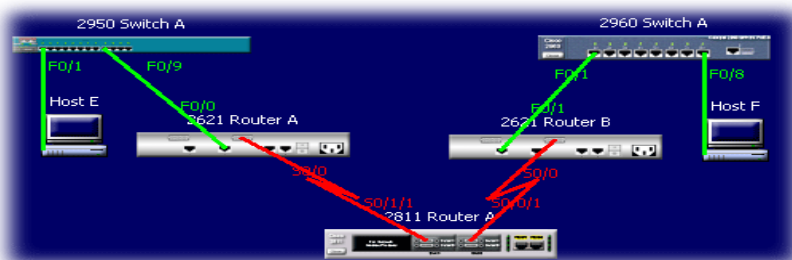 2950 Switch A
2960 Switch A
F0/1
F0/9
F0/1
F0/8
Host E
F0/0
2621 Router A
F0/1
2621 Router B
Host F
S0/0
S0/0
S0/1/1
S0/0/1
2811 Router A